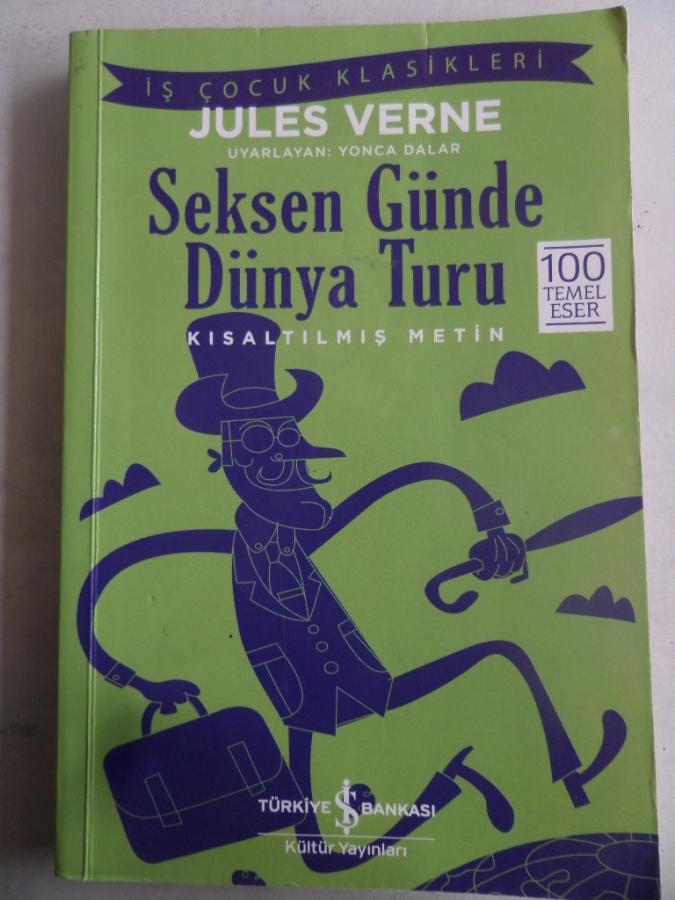 İŞ ÇOCUK KLASİKLERİ
JULES VERNE
UYARLAYAN: YONCA DALAR
Seksen Günde
Dünya Turu
100
TEMEL
ESER
KISALTILMIŞ METİN
TÜRKİYE İŞ BANKASI
Kültür Yayınları